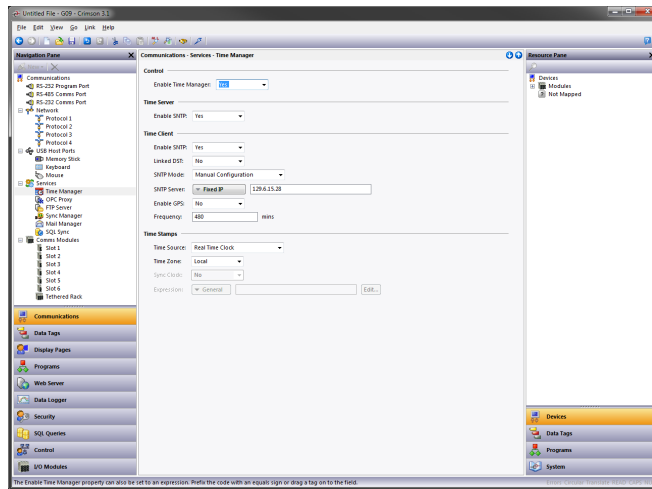 Untitled File - G09 - Crimson 3.1
File Edit View Go Link Help
Navigation Pane
Communications - Services - Time Manager
Resource Pane
Communications
RS-232 Program Port
RS-485 Comms Port
RS-232 Comms Port
Network
Protocol 1
Protocol 2
Protocol 3
Protocol 4
USB Host Ports
Memory Stick
Keyboard
Mouse
Services
Time Manager
OPC Proxy
FTP Server
Sync Manager
Mail Manager
SQL Sync
Comms Modules
Slot 1
Slot 2
Slot 3
Slot 4
Slot 5
Slot 6
Tethered Rack
Communications
Data Tags
Display Pages
Programs
Web Server
Data Logger
Security
SQL Queries
Control
I/O Modules
Control
Enable Time Manager: Yes
Time Server
Enable SNTP: Yes
Time Client
Enable SNTP: Yes
Linked DST: No
SNTP Mode: Manual Configuration
SNTP Server: Fixed IP 129.6.15.28
Enable GPS: No
Frequency: 480 mins
Time Stamps
Time Source: Real Time Clock
Time Zone: Local
Sync Clock: No
Expression: General Edit...
Devices
Modules
Not Mapped
Devices
Data Tags
Programs
System
The Enable Time Manager property can also be set to an expression. Prefix the code with an equals sign or drag a tag on to the field.
Errors Circular Translate READ CAPS